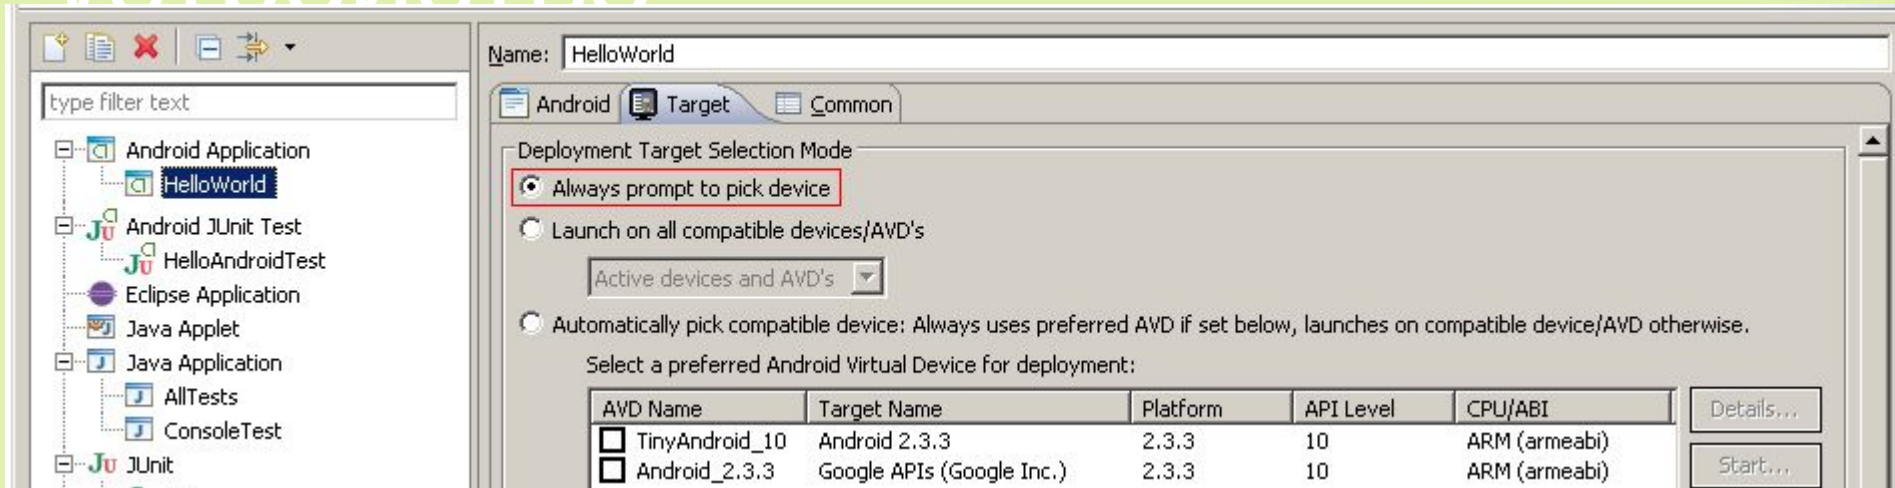 type filter text
Android Application
HelloWorld
Android JUnit Test
HelloAndroidTest
Eclipse Application
Java Applet
Java Application
AllTests
ConsoleTest
JUnit
Name: HelloWorld
Android Target Common
Deployment Target Selection Mode
Always prompt to pick device
Launch on all compatible devices/AVD's
Active devices and AVD's
Automatically pick compatible device: Always uses preferred AVD if set below, launches on compatible device/AVD otherwise.
Select a preferred Android Virtual Device for deployment:
AVD Name Target Name Platform API Level CPU/ABI Details...
TinyAndroid_10 Android 2.3.3 2.3.3 10 ARM (armeabi)
Android_2.3.3 Google APIs (Google Inc.) 2.3.3 10 ARM (armeabi) Start...